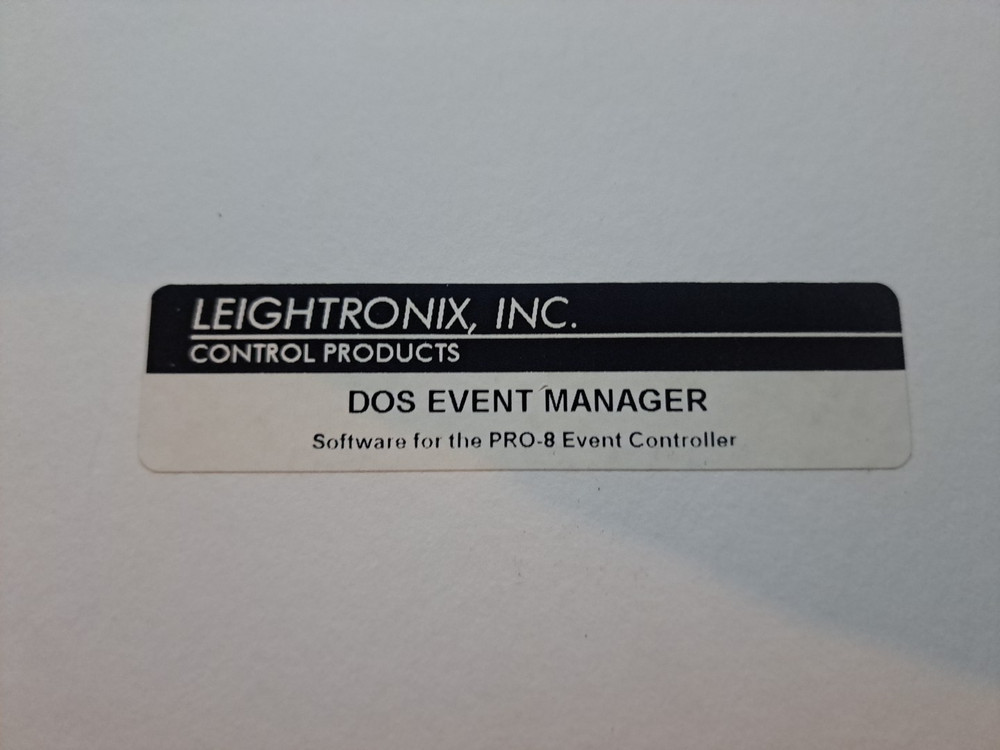 LEIGHTRONIX, INC.
CONTROL PRODUCTS
DOS EVENT MANAGER
Software for the PRO-8 Event Controller